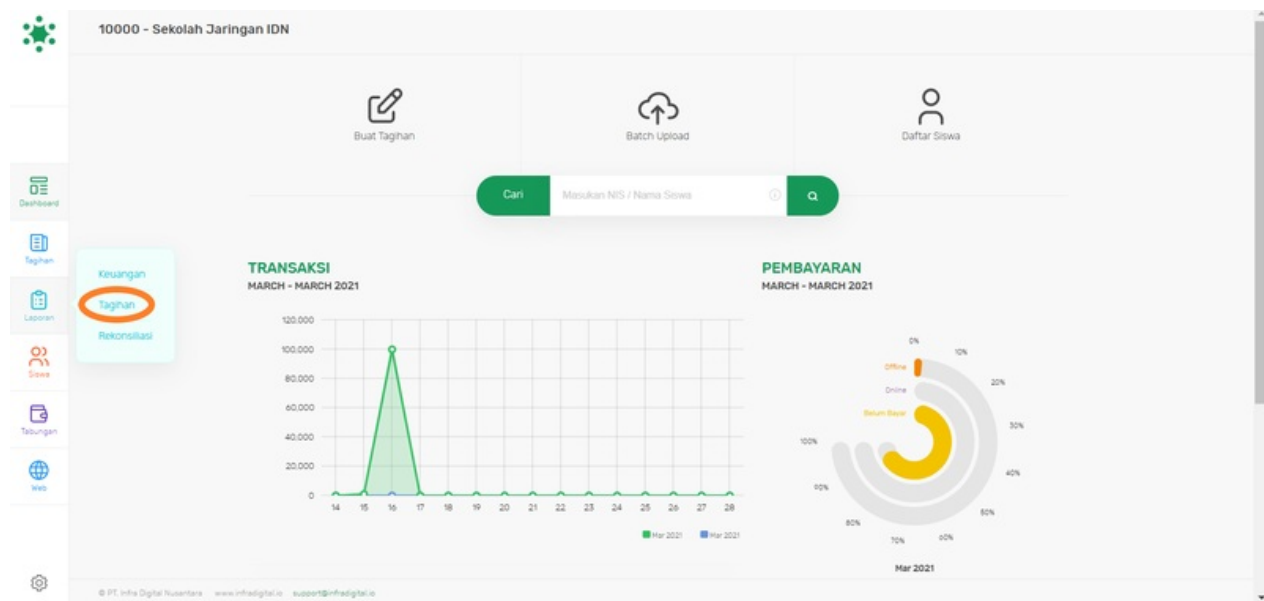 10000 - Sekolah Jaringan IDN
Buat Tagihan
Batch Upload
Daftar Siswa
Cari
Masukan NIS / Nama Siswa
Dashboard
Tagihan
Laporan
Siswa
Tabungan
Web
Keuangan
Tagihan
Rekonsiliasi
TRANSAKSI
MARCH - MARCH 2021
120.000
100.000
80.000
60.000
40.000
20.000
0
14 15 16 17 18 19 20 21 22 23 24 25 26 27 28
Mar 2021 Mar 2021
PEMBAYARAN
MARCH - MARCH 2021
Offline
Online
Belum Bayar
0%
10%
20%
30%
40%
50%
60%
70%
80%
90%
100%
Mar 2021
© PT. Infra Digital Nusantara www.infradigital.io support@infradigital.io